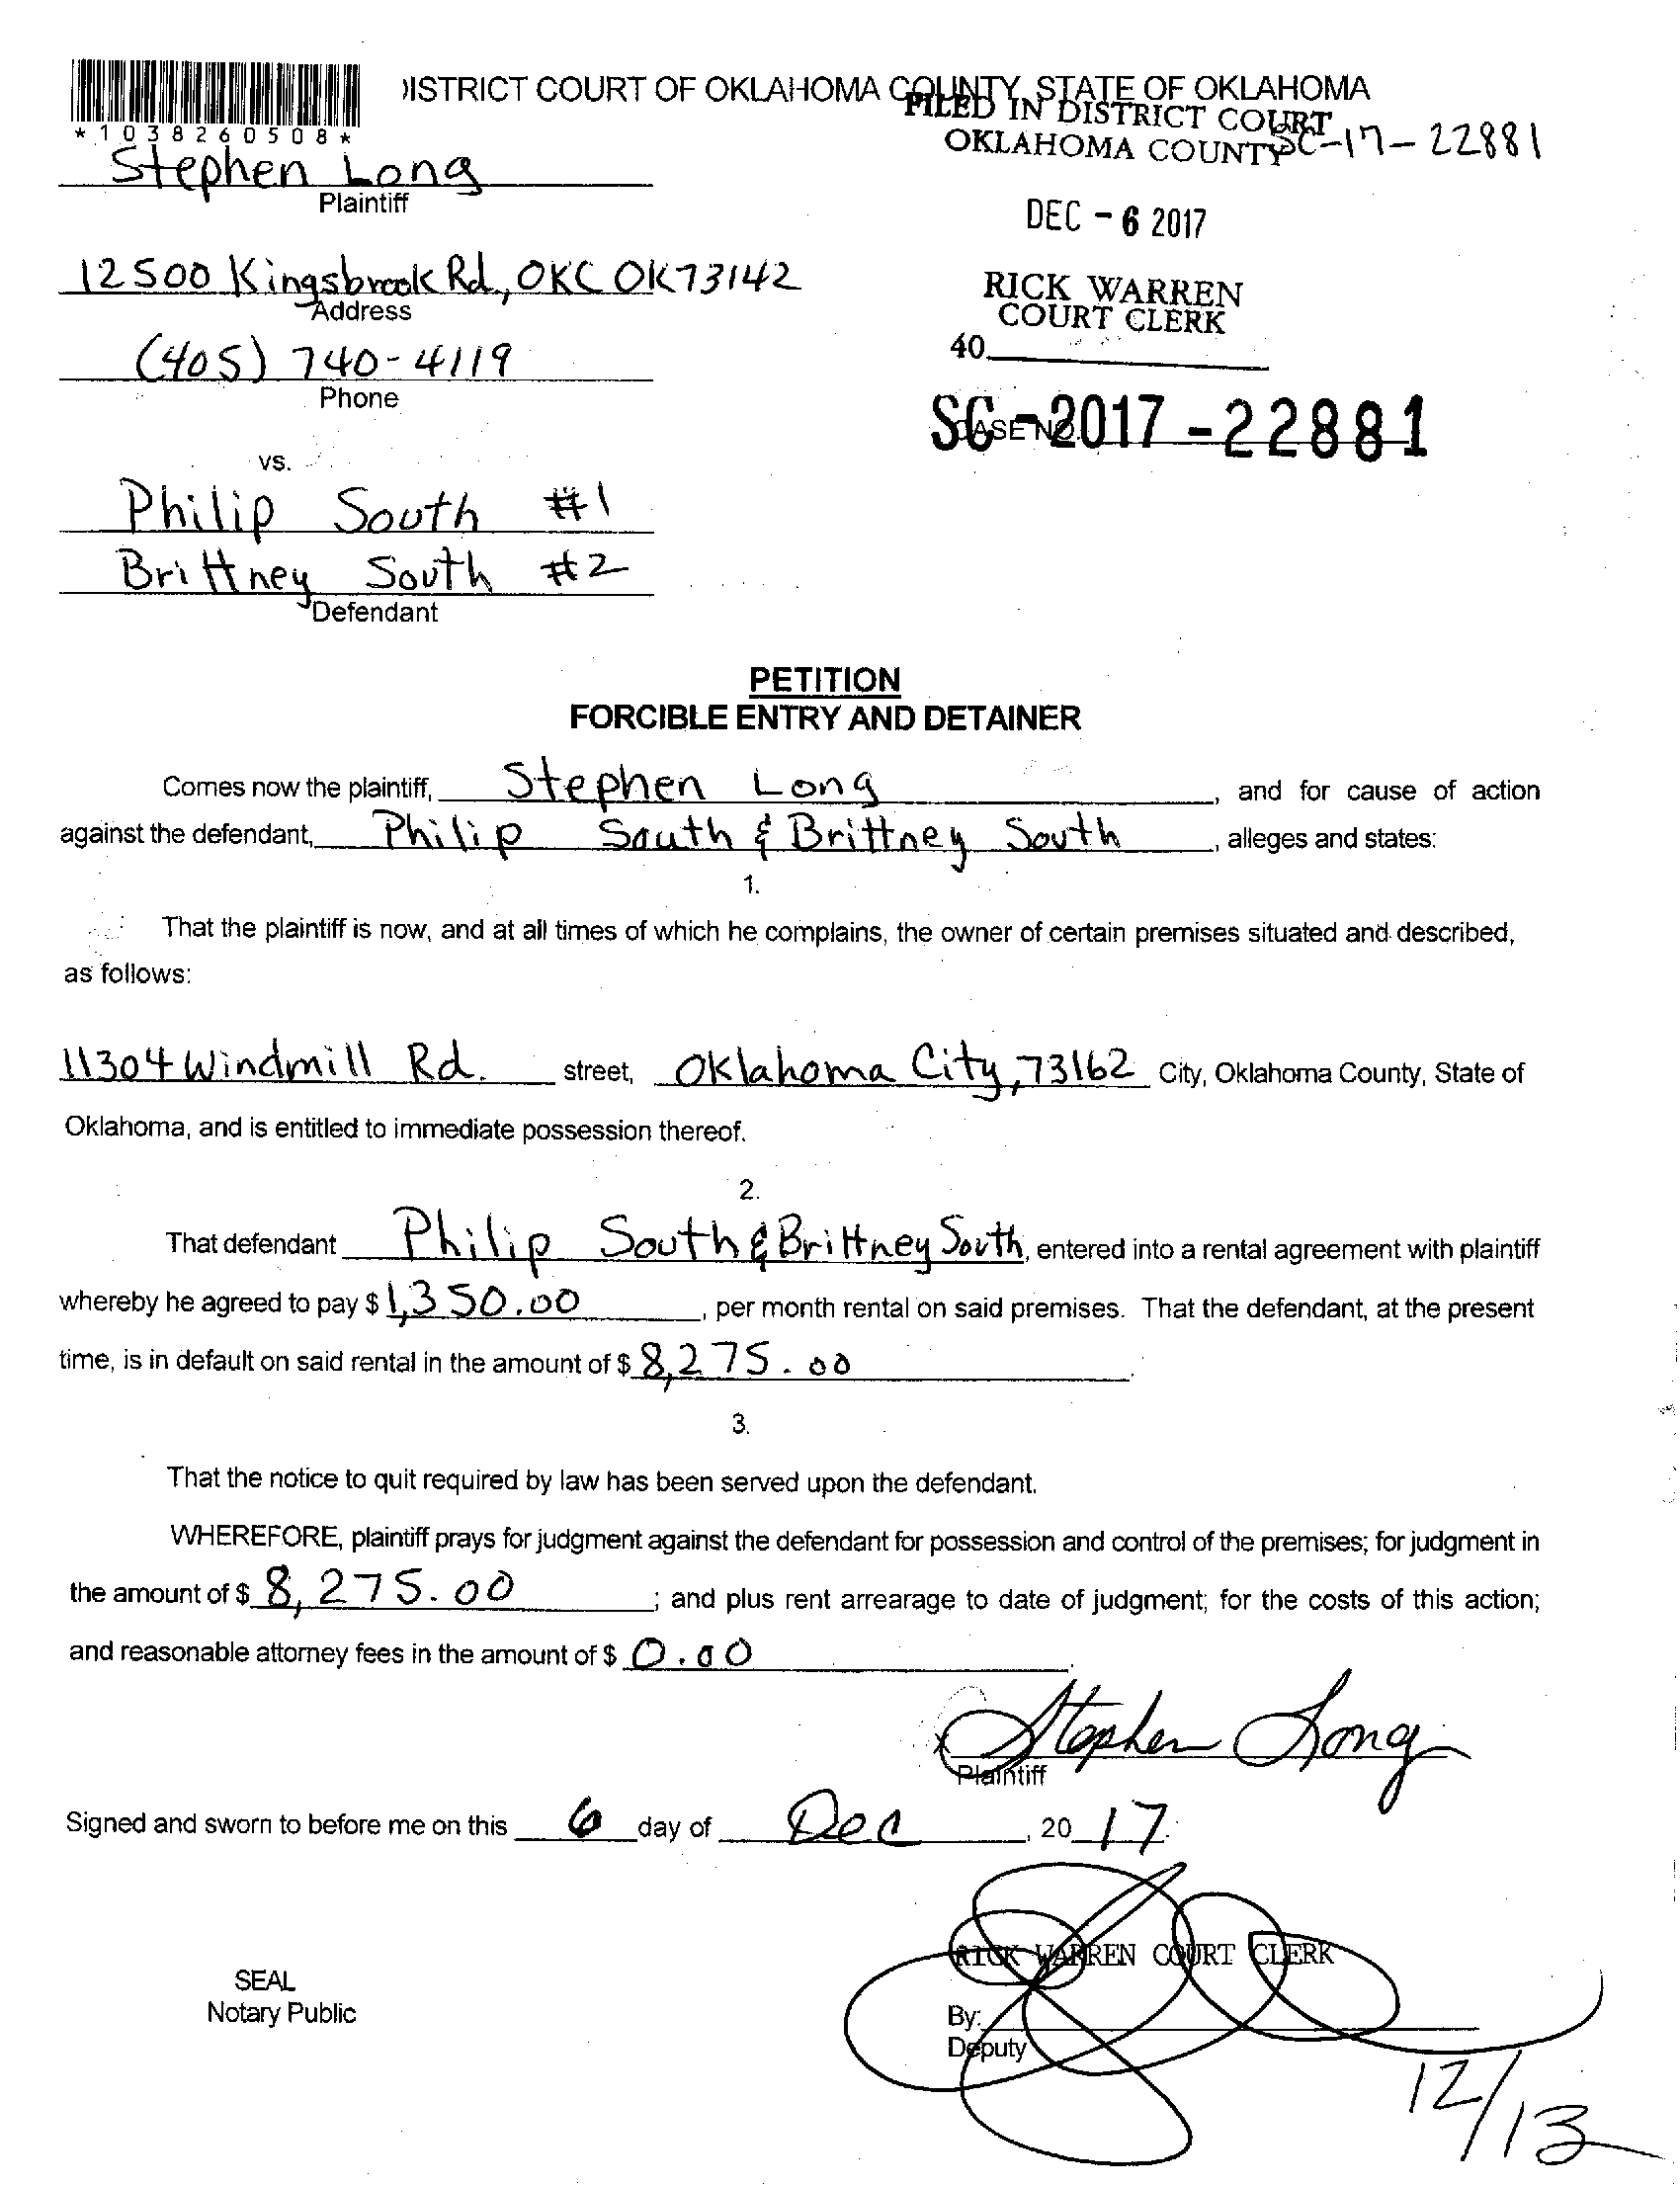 ISTRICT COURT OF OKLAHOMA COUNTY, STATE OF OKLAHOMA
*1038260508*
FILED IN DISTRICT COURT
OKLAHOMA COUNTY
SC-17-22881
Stephen Long
Plaintiff
DEC - 6 2017
12500 Kingsbrook Rd., OKC OK 73142
Address
RICK WARREN
COURT CLERK
40
(405) 740-4119
Phone
CASE NO.
SC-2017-22881
vs.
Philip South #1
Brittney South #2
Defendant
PETITION
FORCIBLE ENTRY AND DETAINER
Comes now the plaintiff, Stephen Long, and for cause of action
against the defendant, Philip South & Brittney South, alleges and states:
1.
That the plaintiff is now, and at all times of which he complains, the owner of certain premises situated and described,
as follows:
11304 Windmill Rd. street, Oklahoma City, 73162 City, Oklahoma County, State of
Oklahoma, and is entitled to immediate possession thereof.
2.
That defendant Philip South & Brittney South, entered into a rental agreement with plaintiff
whereby he agreed to pay $ 1,350.00, per month rental on said premises. That the defendant, at the present
time, is in default on said rental in the amount of $ 8,275.00.
3.
That the notice to quit required by law has been served upon the defendant.
WHEREFORE, plaintiff prays for judgment against the defendant for possession and control of the premises; for judgment in
the amount of $ 8,275.00; and plus rent arrearage to date of judgment; for the costs of this action;
and reasonable attorney fees in the amount of $ 0.00.
x Stephen Long
Plaintiff
Signed and sworn to before me on this 6 day of Dec, 2017.
RICK WARREN COURT CLERK
SEAL
Notary Public
By:
Deputy
12/13